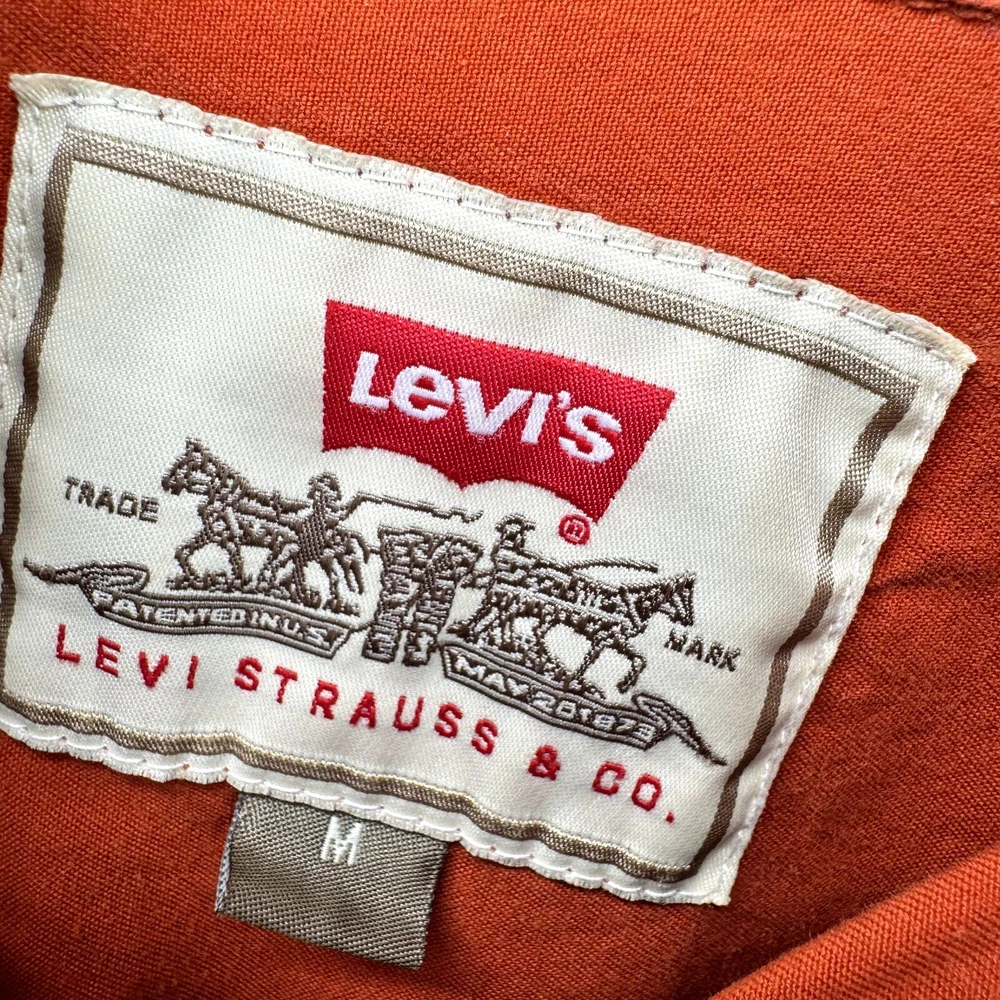 LEVI'S
®
TRADE MARK
PATENTED IN U.S.
MAY 20 1873
LEVI STRAUSS & CO.
M